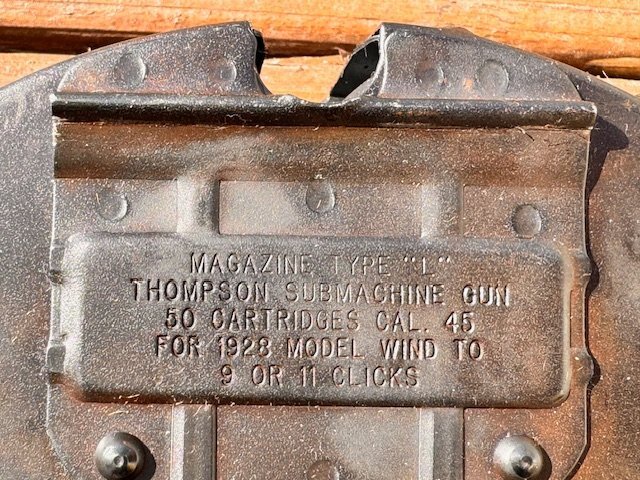 MAGAZINE TYPE "L"
THOMPSON SUBMACHINE GUN
50 CARTRIDGES CAL. 45
FOR 1928 MODEL WIND TO
9 OR 11 CLICKS